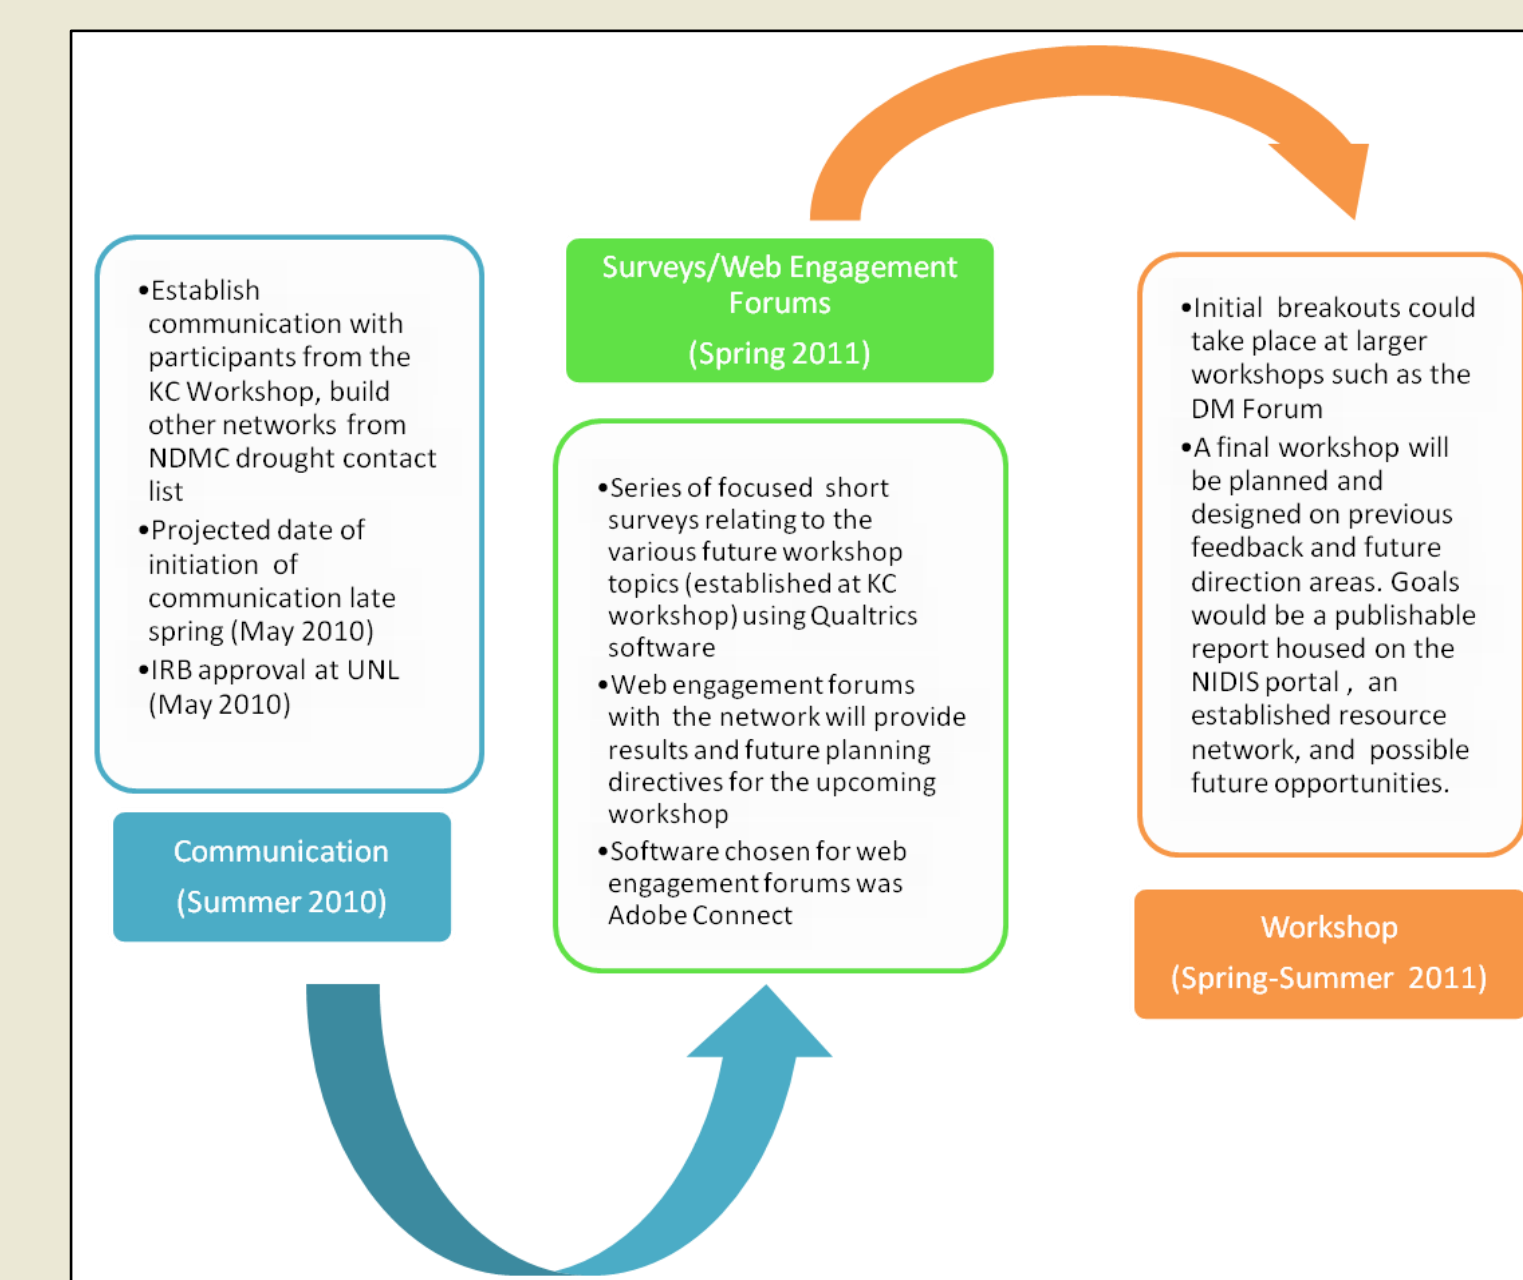 •Establish
communication with
participants from the
KC Workshop, build
other networks from
NDMC drought contact
list
•Projected date of
initiation of
communication late
spring (May 2010)
•IRB approval at UNL
(May 2010)
Communication
(Summer 2010)
Surveys/Web Engagement
Forums
(Spring 2011)
•Series of focused short
surveys relating to the
various future workshop
topics (established at KC
workshop) using Qualtrics
software
•Web engagement forums
with the network will provide
results and future planning
directives for the upcoming
workshop
•Software chosen for web
engagement forums was
Adobe Connect
•Initial breakouts could
take place at larger
workshops such as the
DM Forum
•A final workshop will
be planned and
designed on previous
feedback and future
direction areas. Goals
would be a publishable
report housed on the
NIDIS portal , an
established resource
network, and possible
future opportunities.
Workshop
(Spring-Summer 2011)